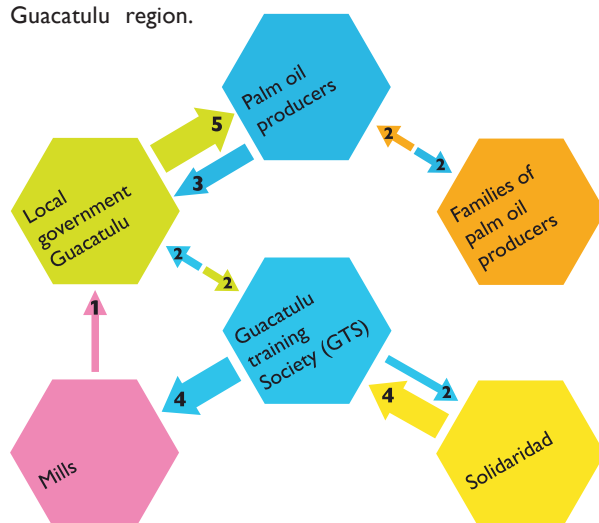 Guacatulu region.
Palm oil
producers
5
3
2
2
Local
government
Guacatulu
Families of
palm oil
producers
2
2
1
Guacatulu
training
Society (GTS)
4
4
2
Mills
Solidaridad